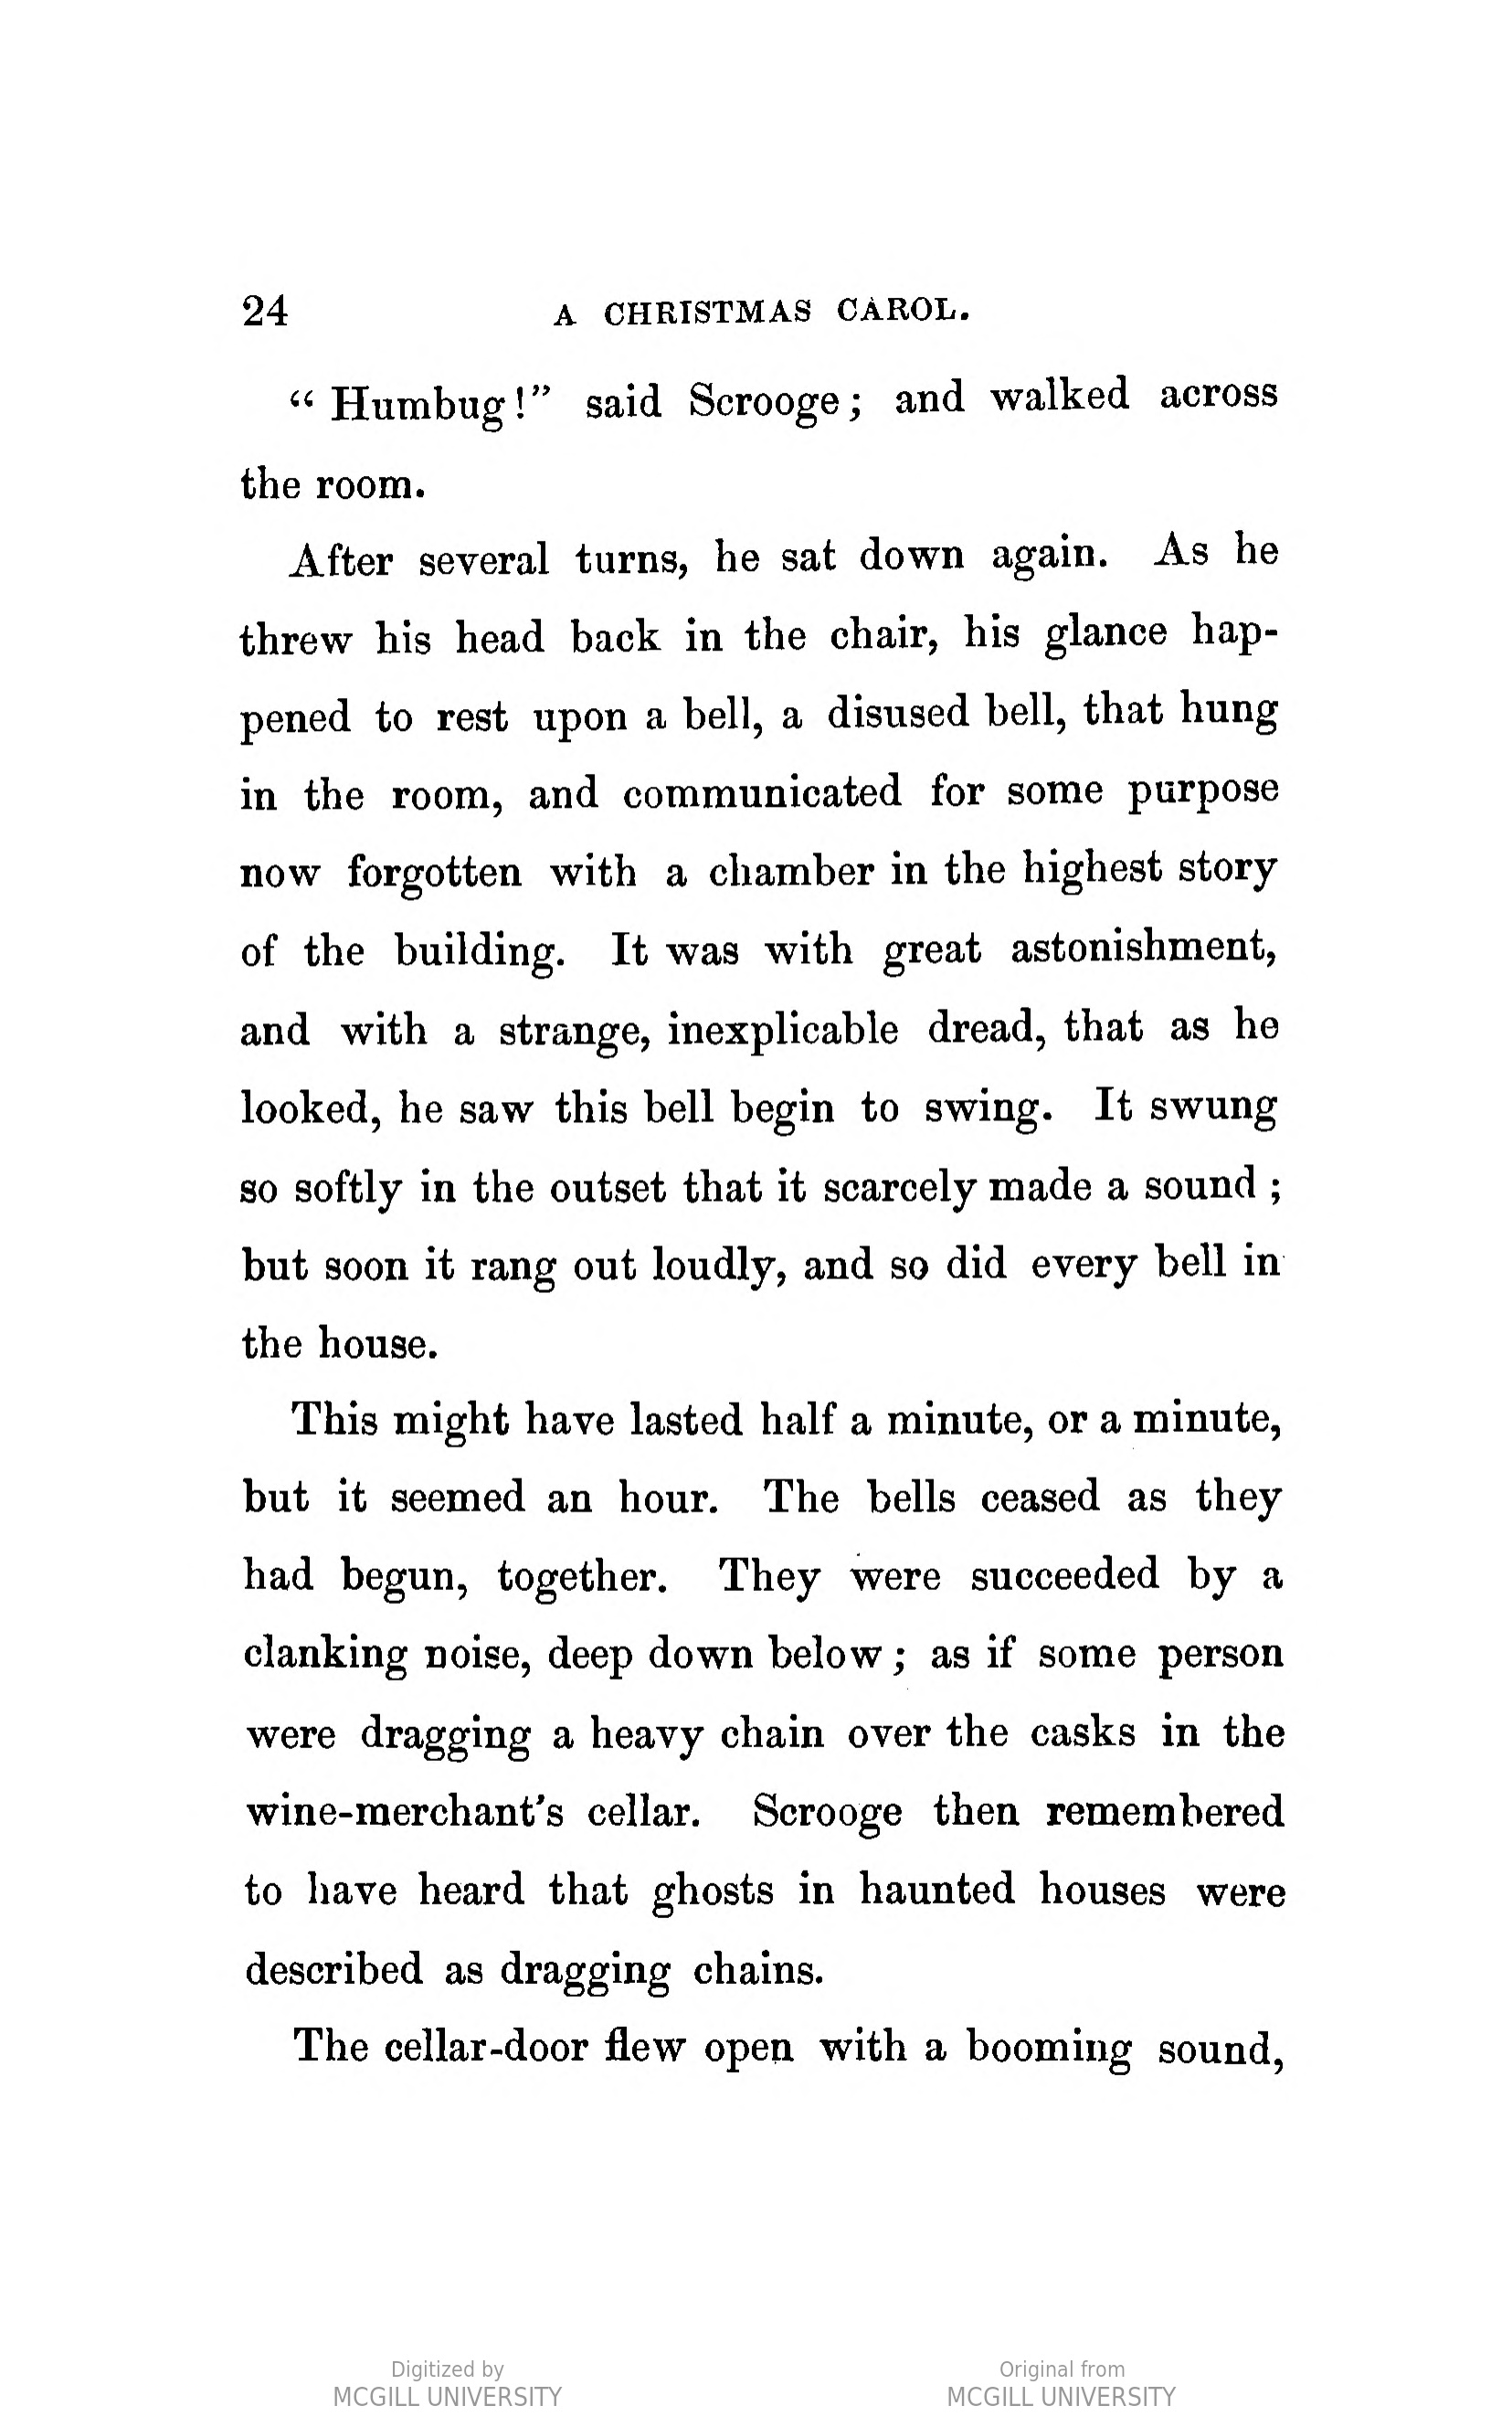 24 A CHRISTMAS CAROL.
“ Humbug!” said Scrooge; and walked across
the room.
After several turns, he sat down again. As he
threw his head back in the chair, his glance hap-
pened to rest upon a bell, a disused bell, that hung
in the room, and communicated for some purpose
now forgotten with a chamber in the highest story
of the building. It was with great astonishment,
and with a strange, inexplicable dread, that as he
looked, he saw this bell begin to swing. It swung
so softly in the outset that it scarcely made a sound ;
but soon it rang out loudly, and so did every bell in
the house.
This might have lasted half a minute, or a minute,
but it seemed an hour. The bells ceased as they
had begun, together. They were succeeded by a
clanking noise, deep down below; as if some person
were dragging a heavy chain over the casks in the
wine-merchant's cellar. Scrooge then remembered
to have heard that ghosts in haunted houses were
described as dragging chains.
The cellar-door flew open with a booming sound,
Digitized by
MCGILL UNIVERSITY
Original from
MCGILL UNIVERSITY